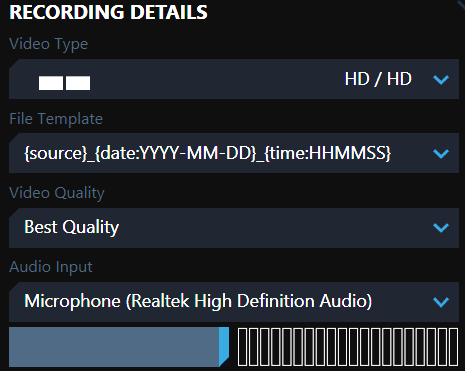 RECORDING DETAILS
Video Type
HD / HD
File Template
{source}_{date:YYYY-MM-DD}_{time:HHMMSS}
Video Quality
Best Quality
Audio Input
Microphone (Realtek High Definition Audio)